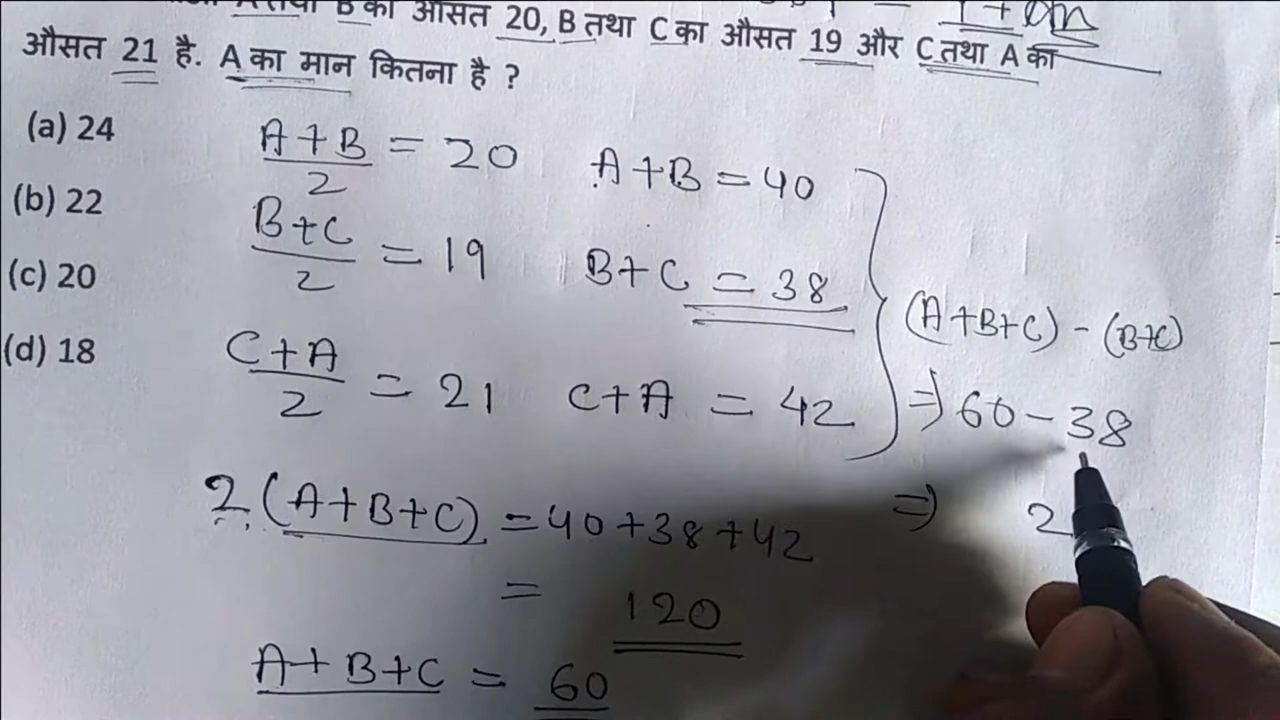 B का औसत 20, B तथा C का औसत 19 और C तथा A का
औसत 21 है. A का मान कितना है ?
(a) 24
(b) 22
(c) 20
(d) 18
A+B/2 = 20 A+B = 40
B+C/2 = 19 B+C = 38
C+A/2 = 21 C+A = 42
(A+B+C) - (B+C)
⇒ 60-38
⇒ 2
2(A+B+C) = 40+38+42
= 120
A+B+C = 60